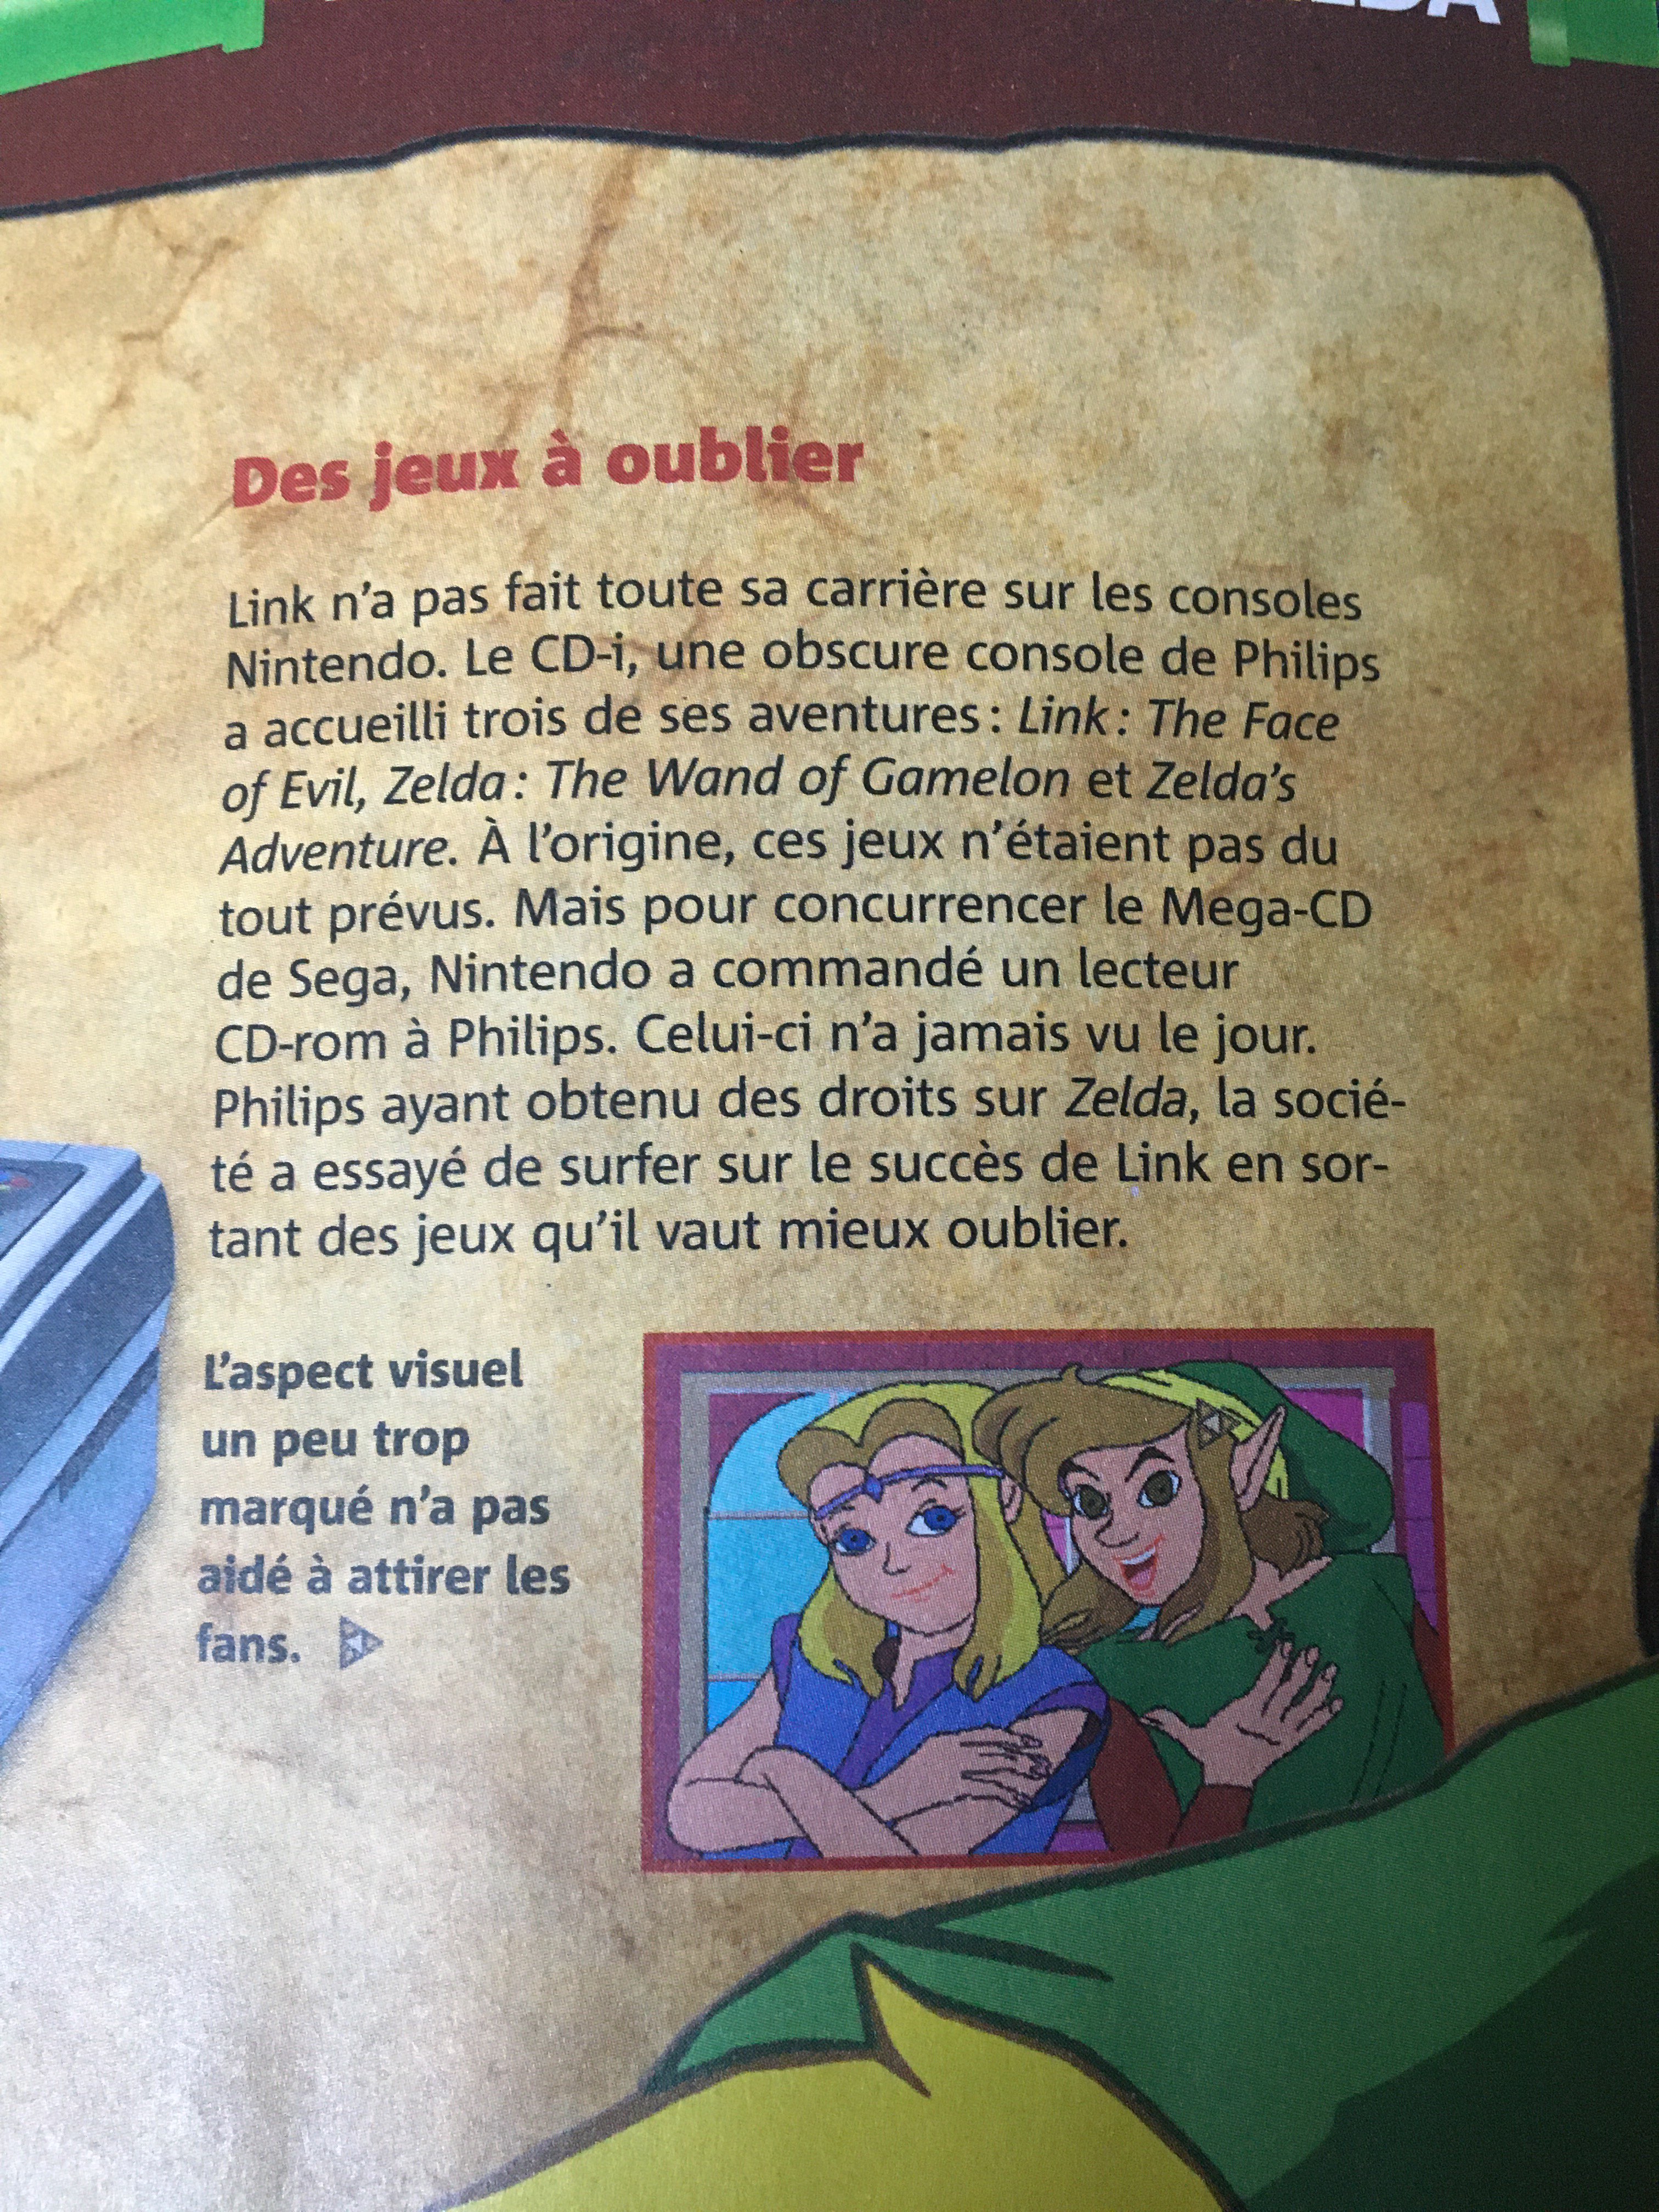 Des jeux à oublier
Link n'a pas fait toute sa carrière sur les consoles
Nintendo. Le CD-i, une obscure console de Philips
a accueilli trois de ses aventures : Link : The Face
of Evil, Zelda : The Wand of Gamelon et Zelda's
Adventure. À l'origine, ces jeux n'étaient pas du
tout prévus. Mais pour concurrencer le Mega-CD
de Sega, Nintendo a commandé un lecteur
CD-rom à Philips. Celui-ci n'a jamais vu le jour.
Philips ayant obtenu des droits sur Zelda, la socié-
té a essayé de surfer sur le succès de Link en sor-
tant des jeux qu'il vaut mieux oublier.
L'aspect visuel
un peu trop
marqué n'a pas
aidé à attirer les
fans.